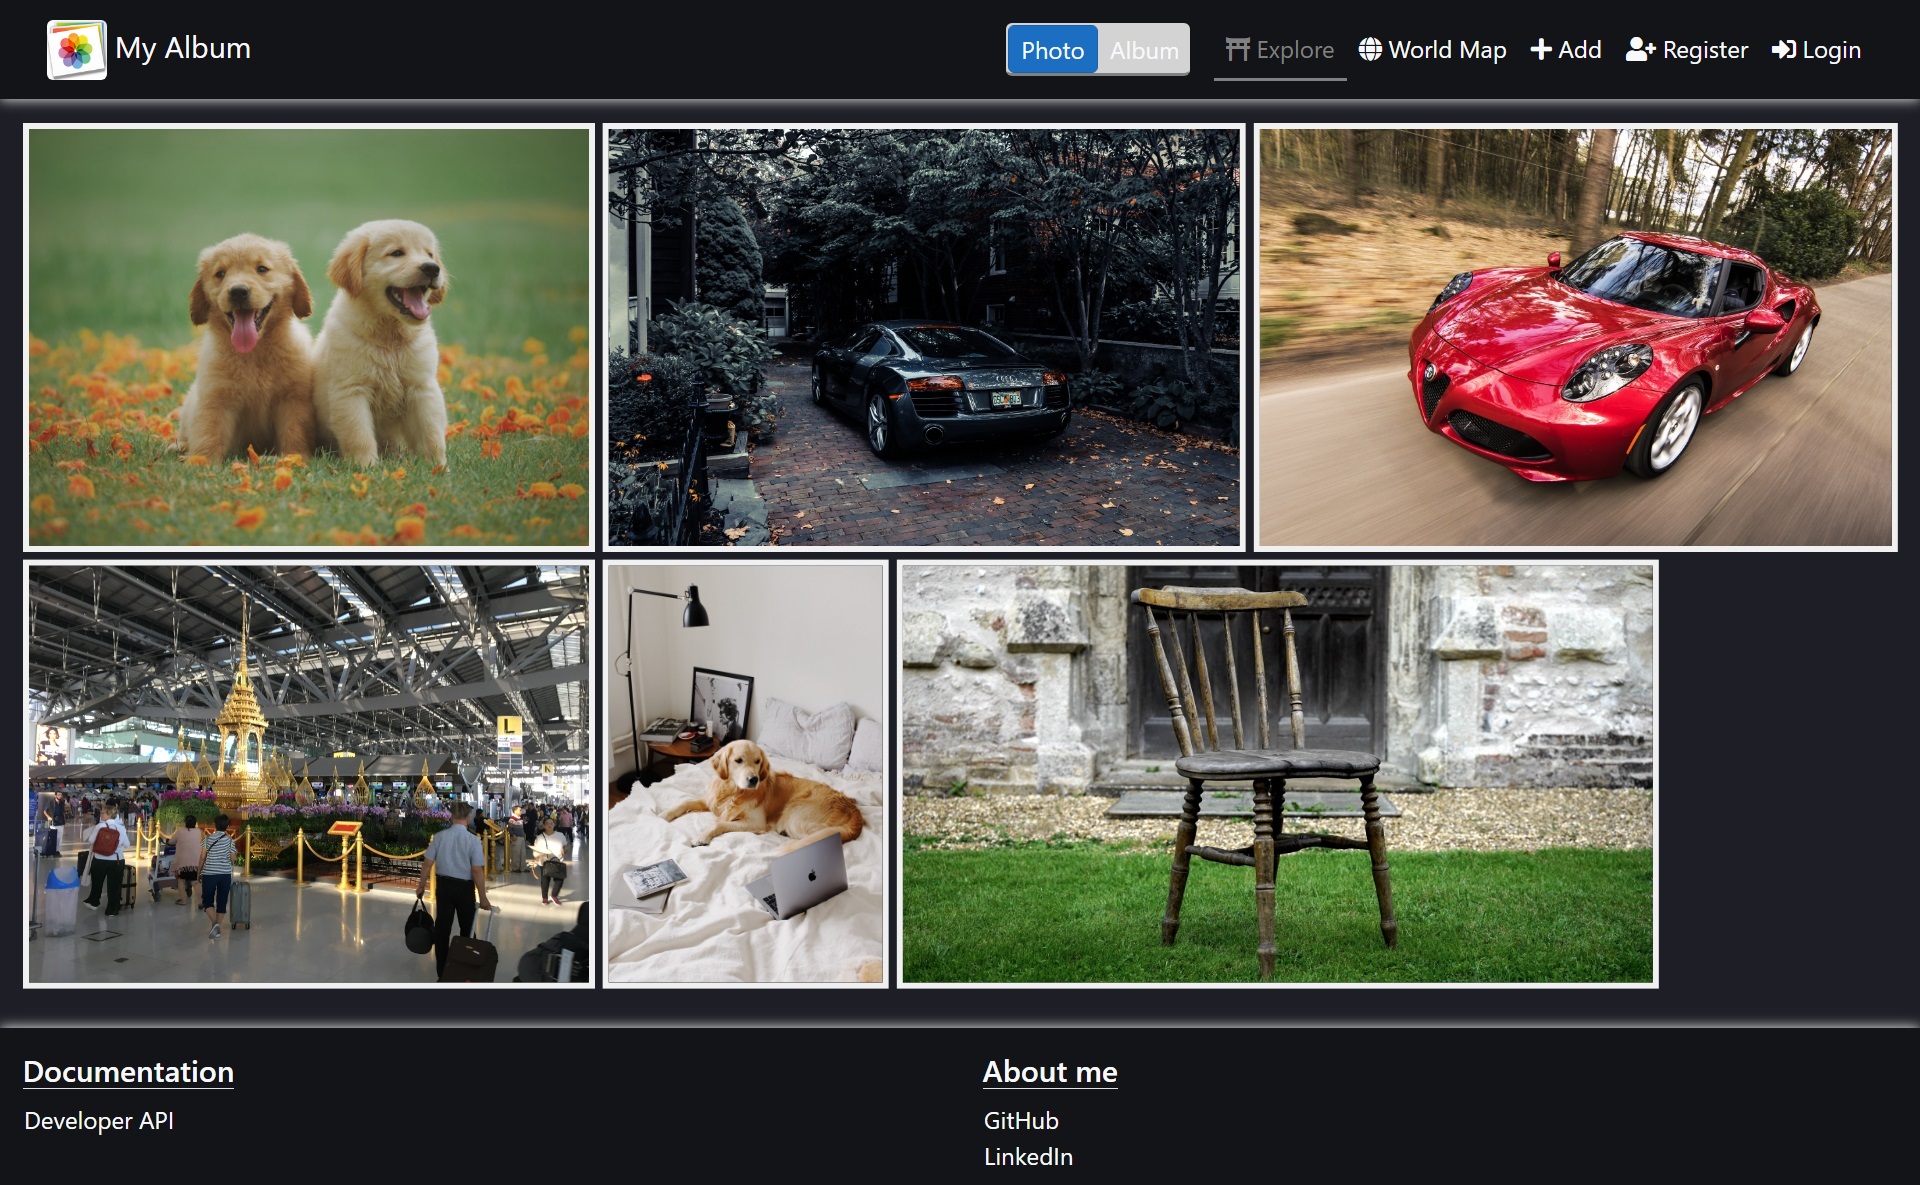 My Album
Photo Album Explore World Map Add Register Login
L
Documentation
About me
Developer API
GitHub
LinkedIn